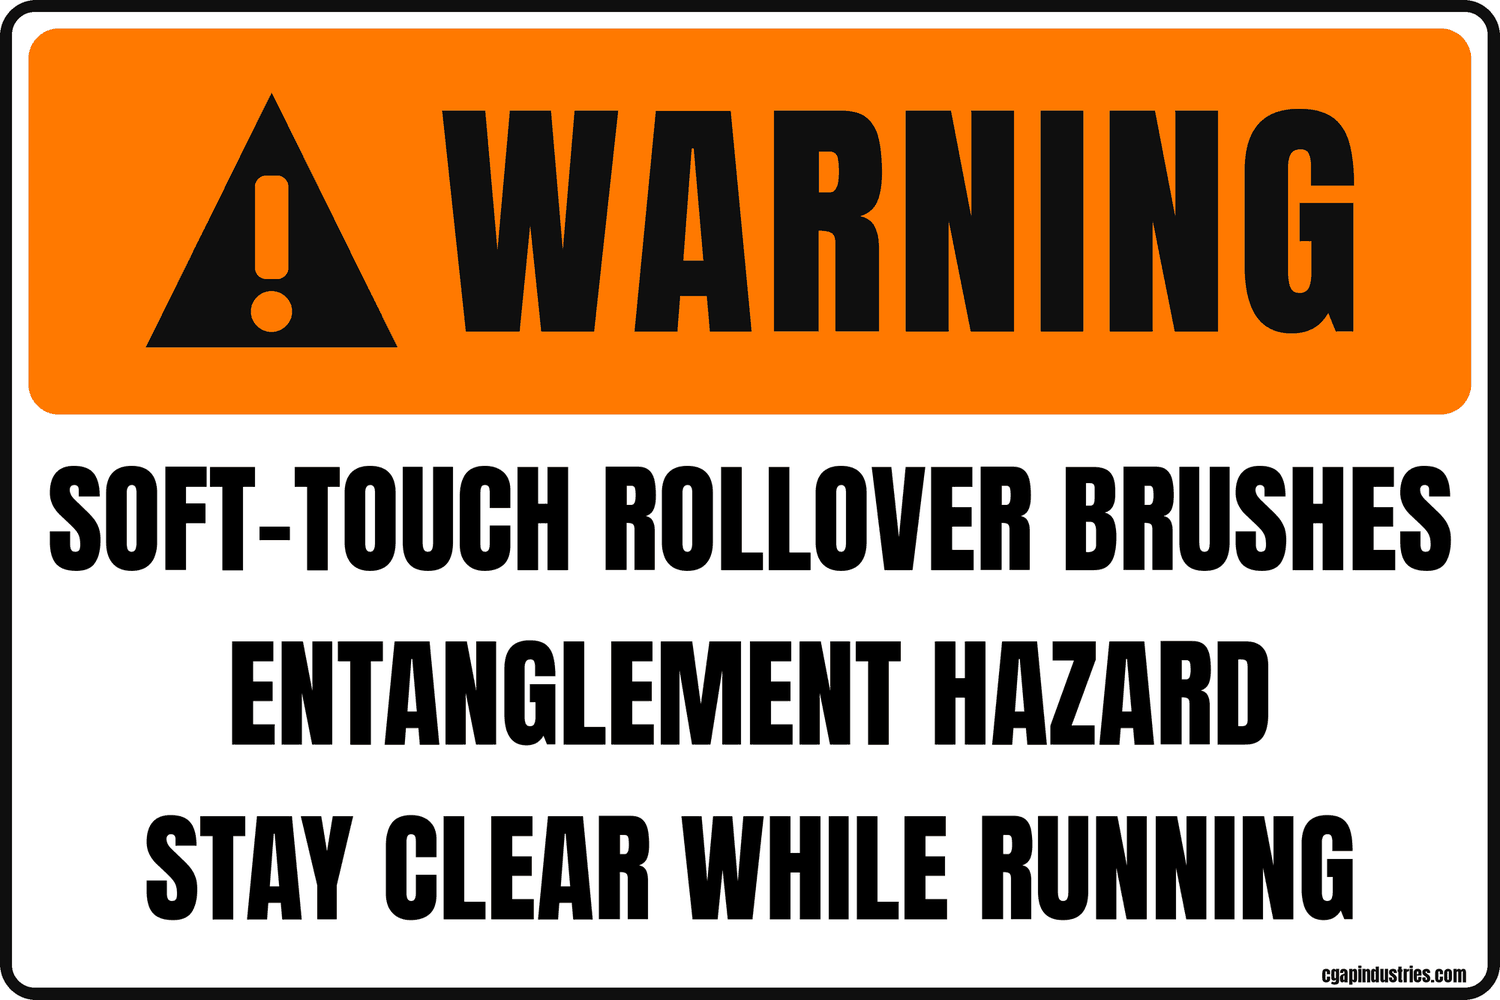 WARNING
SOFT-TOUCH ROLLOVER BRUSHES
ENTANGLEMENT HAZARD
STAY CLEAR WHILE RUNNING
cgapindustries.com